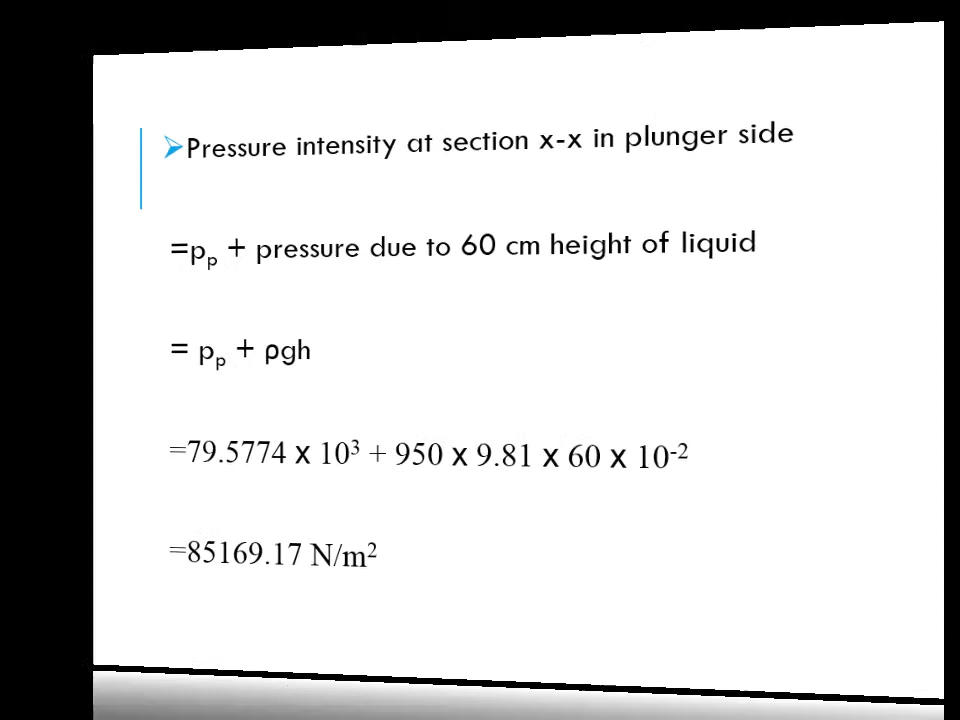 ➢Pressure intensity at section x-x in plunger side
=pₚ + pressure due to 60 cm height of liquid
= pₚ + ρgh
=79.5774 x 10³ + 950 x 9.81 x 60 x 10⁻²
=85169.17 N/m²